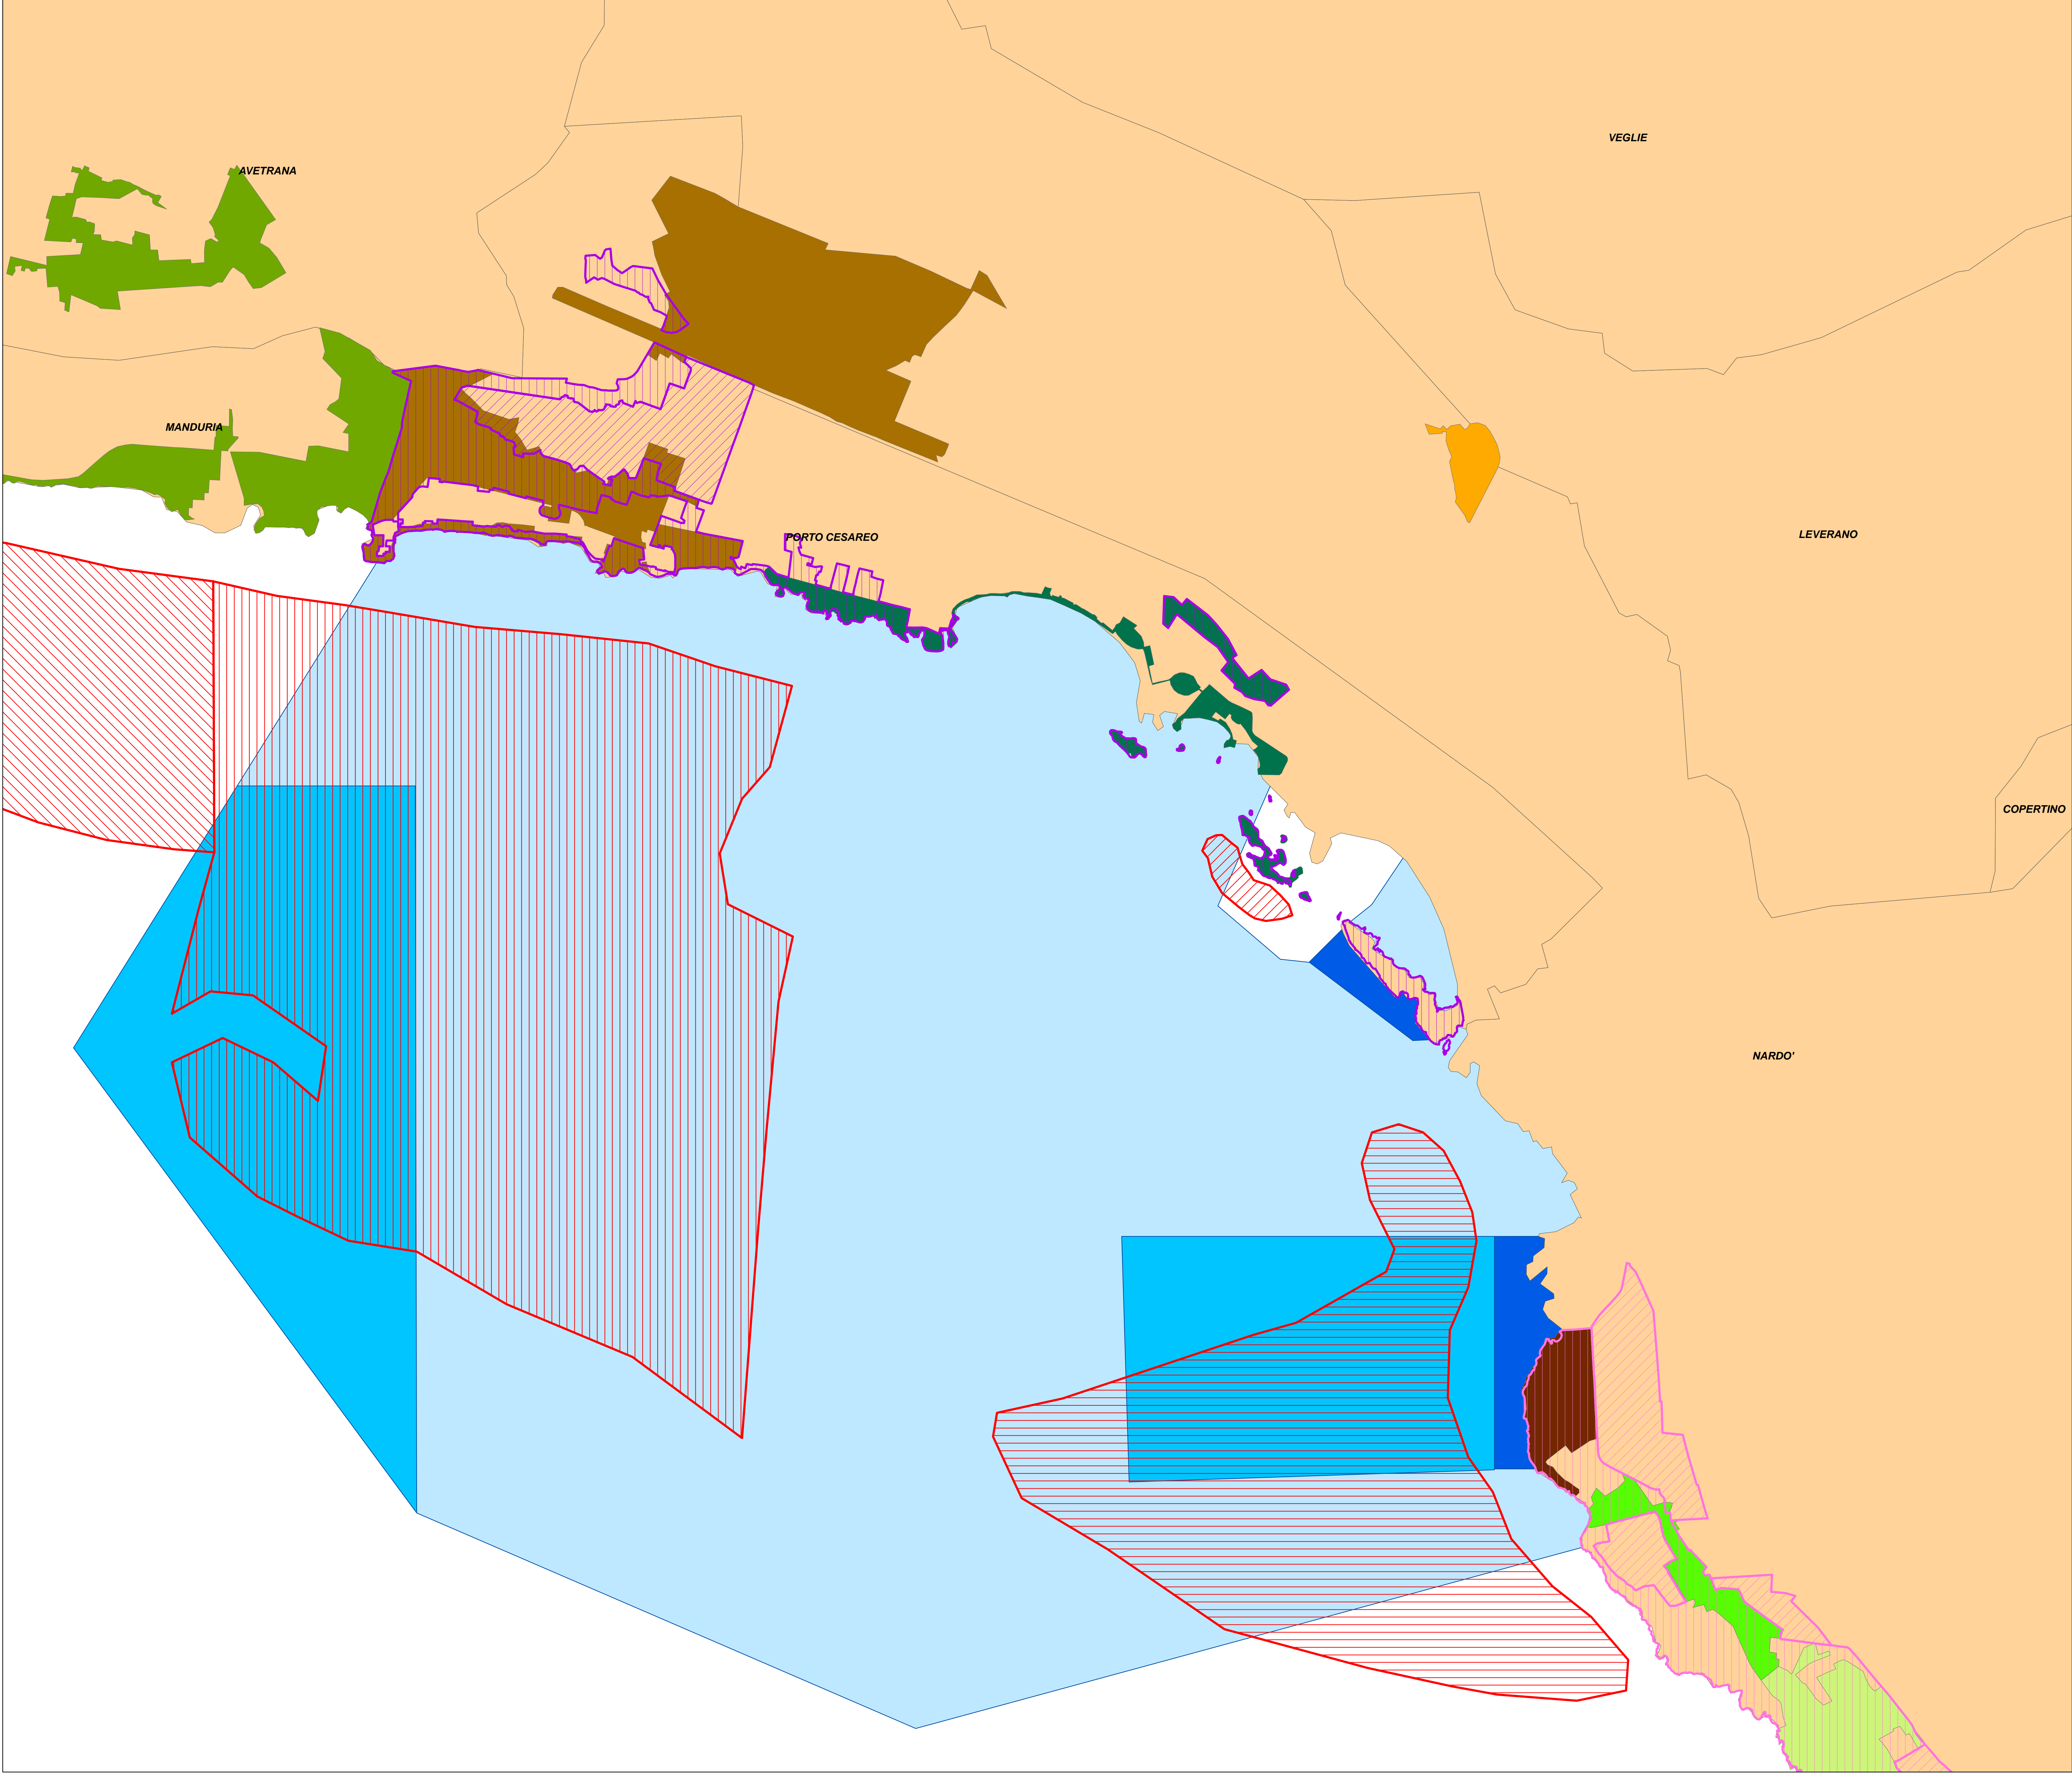 VEGLIE
AVETRANA
MANDURIA
LEVERANO
PORTO CESAREO
COPERTINO
NARDO'